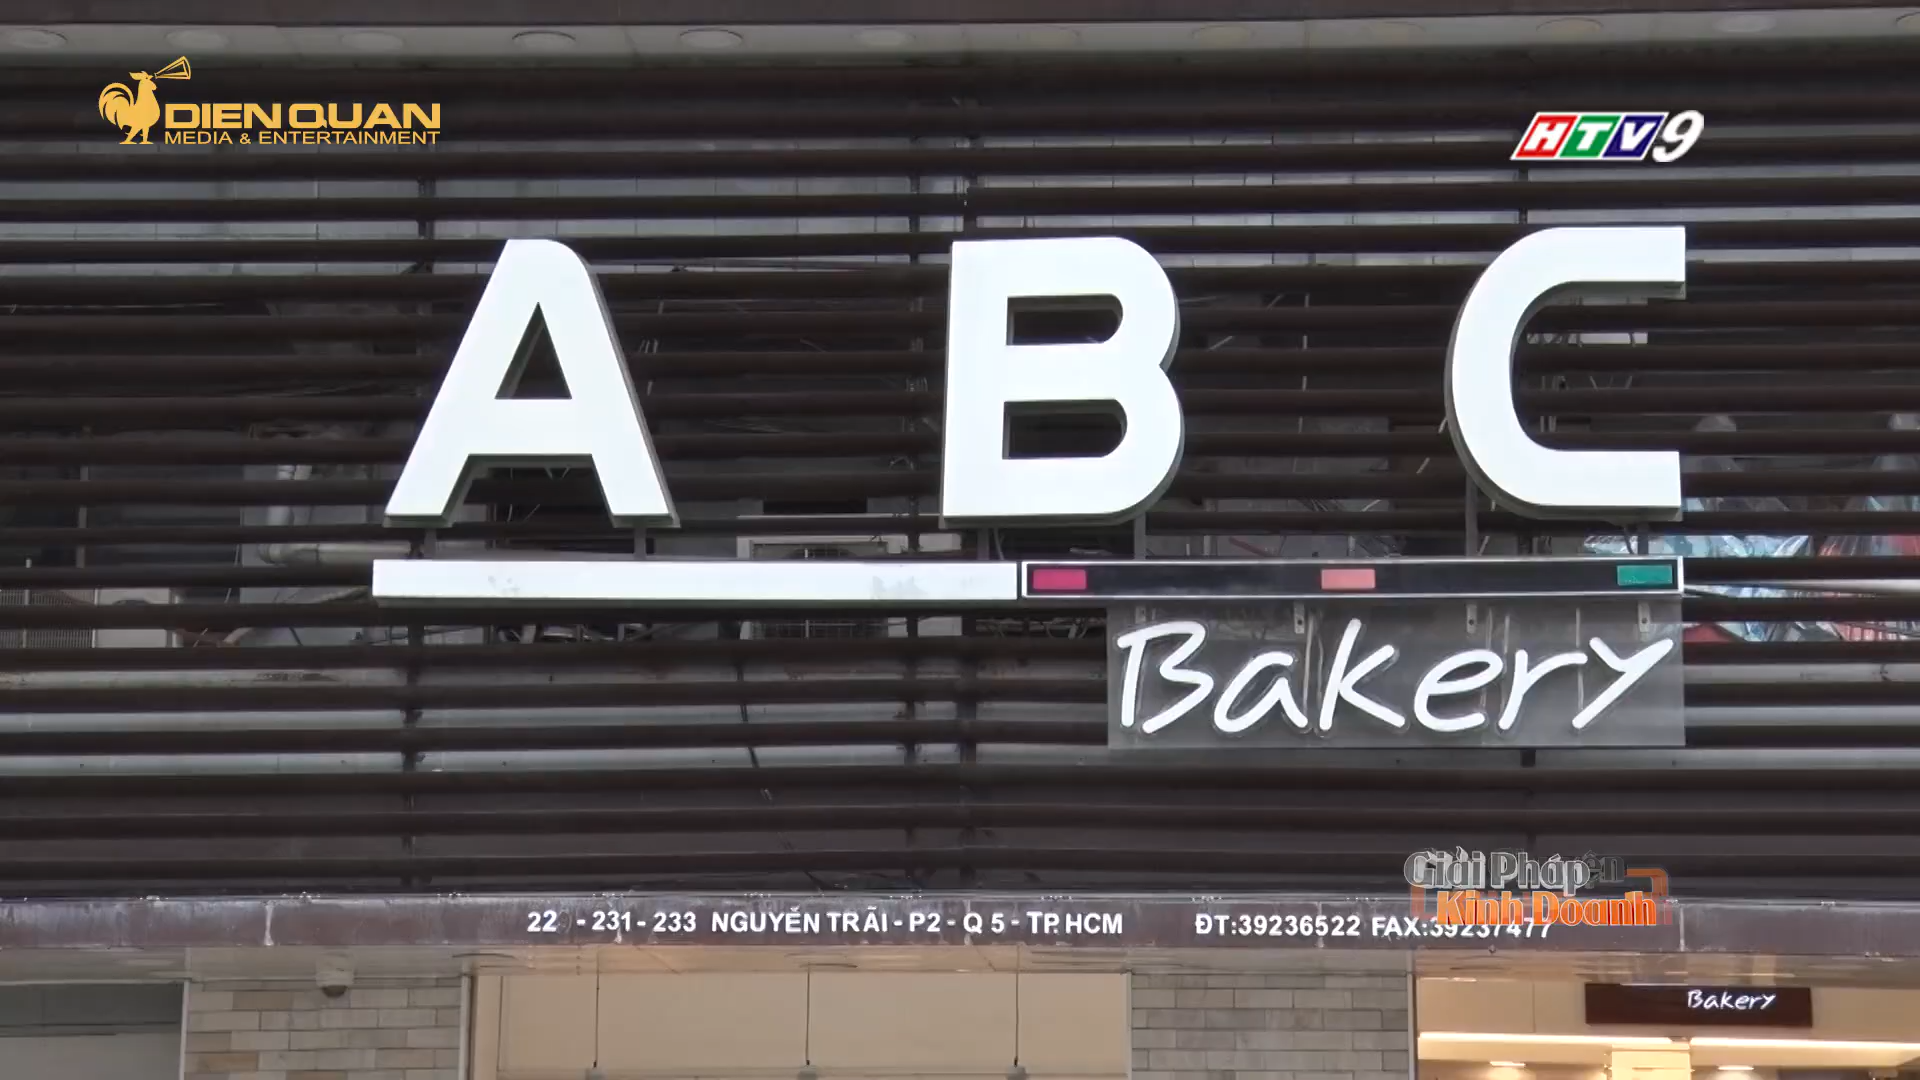 DIEN QUAN
MEDIA & ENTERTAINMENT
HTV9
A B C
Bakery
Giải Pháp
Kinh Doanh
22 - 231 - 233 NGUYỄN TRÃI - P2 - Q 5 - TP. HCM ĐT:39236522 FAX:39237477
Bakery